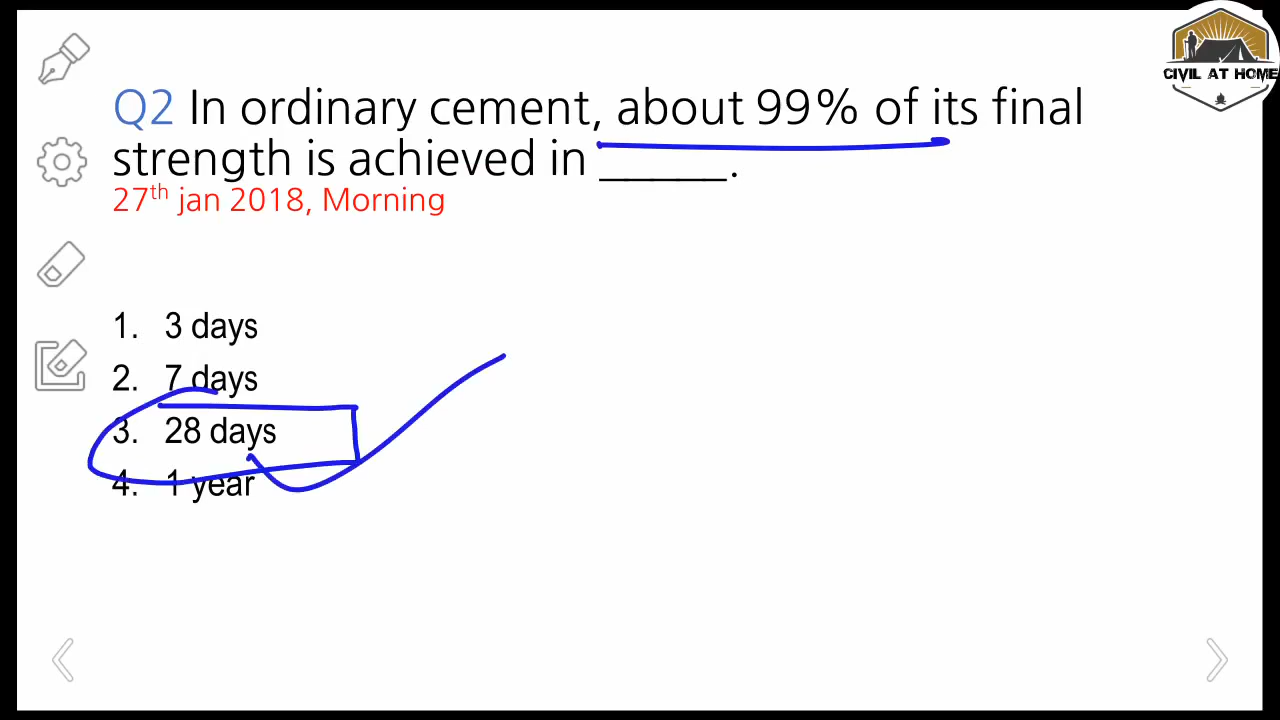 CIVIL AT HOME
Q2 In ordinary cement, about 99% of its final
strength is achieved in _____.
27th jan 2018, Morning
1. 3 days
2. 7 days
3. 28 days
4. 1 year